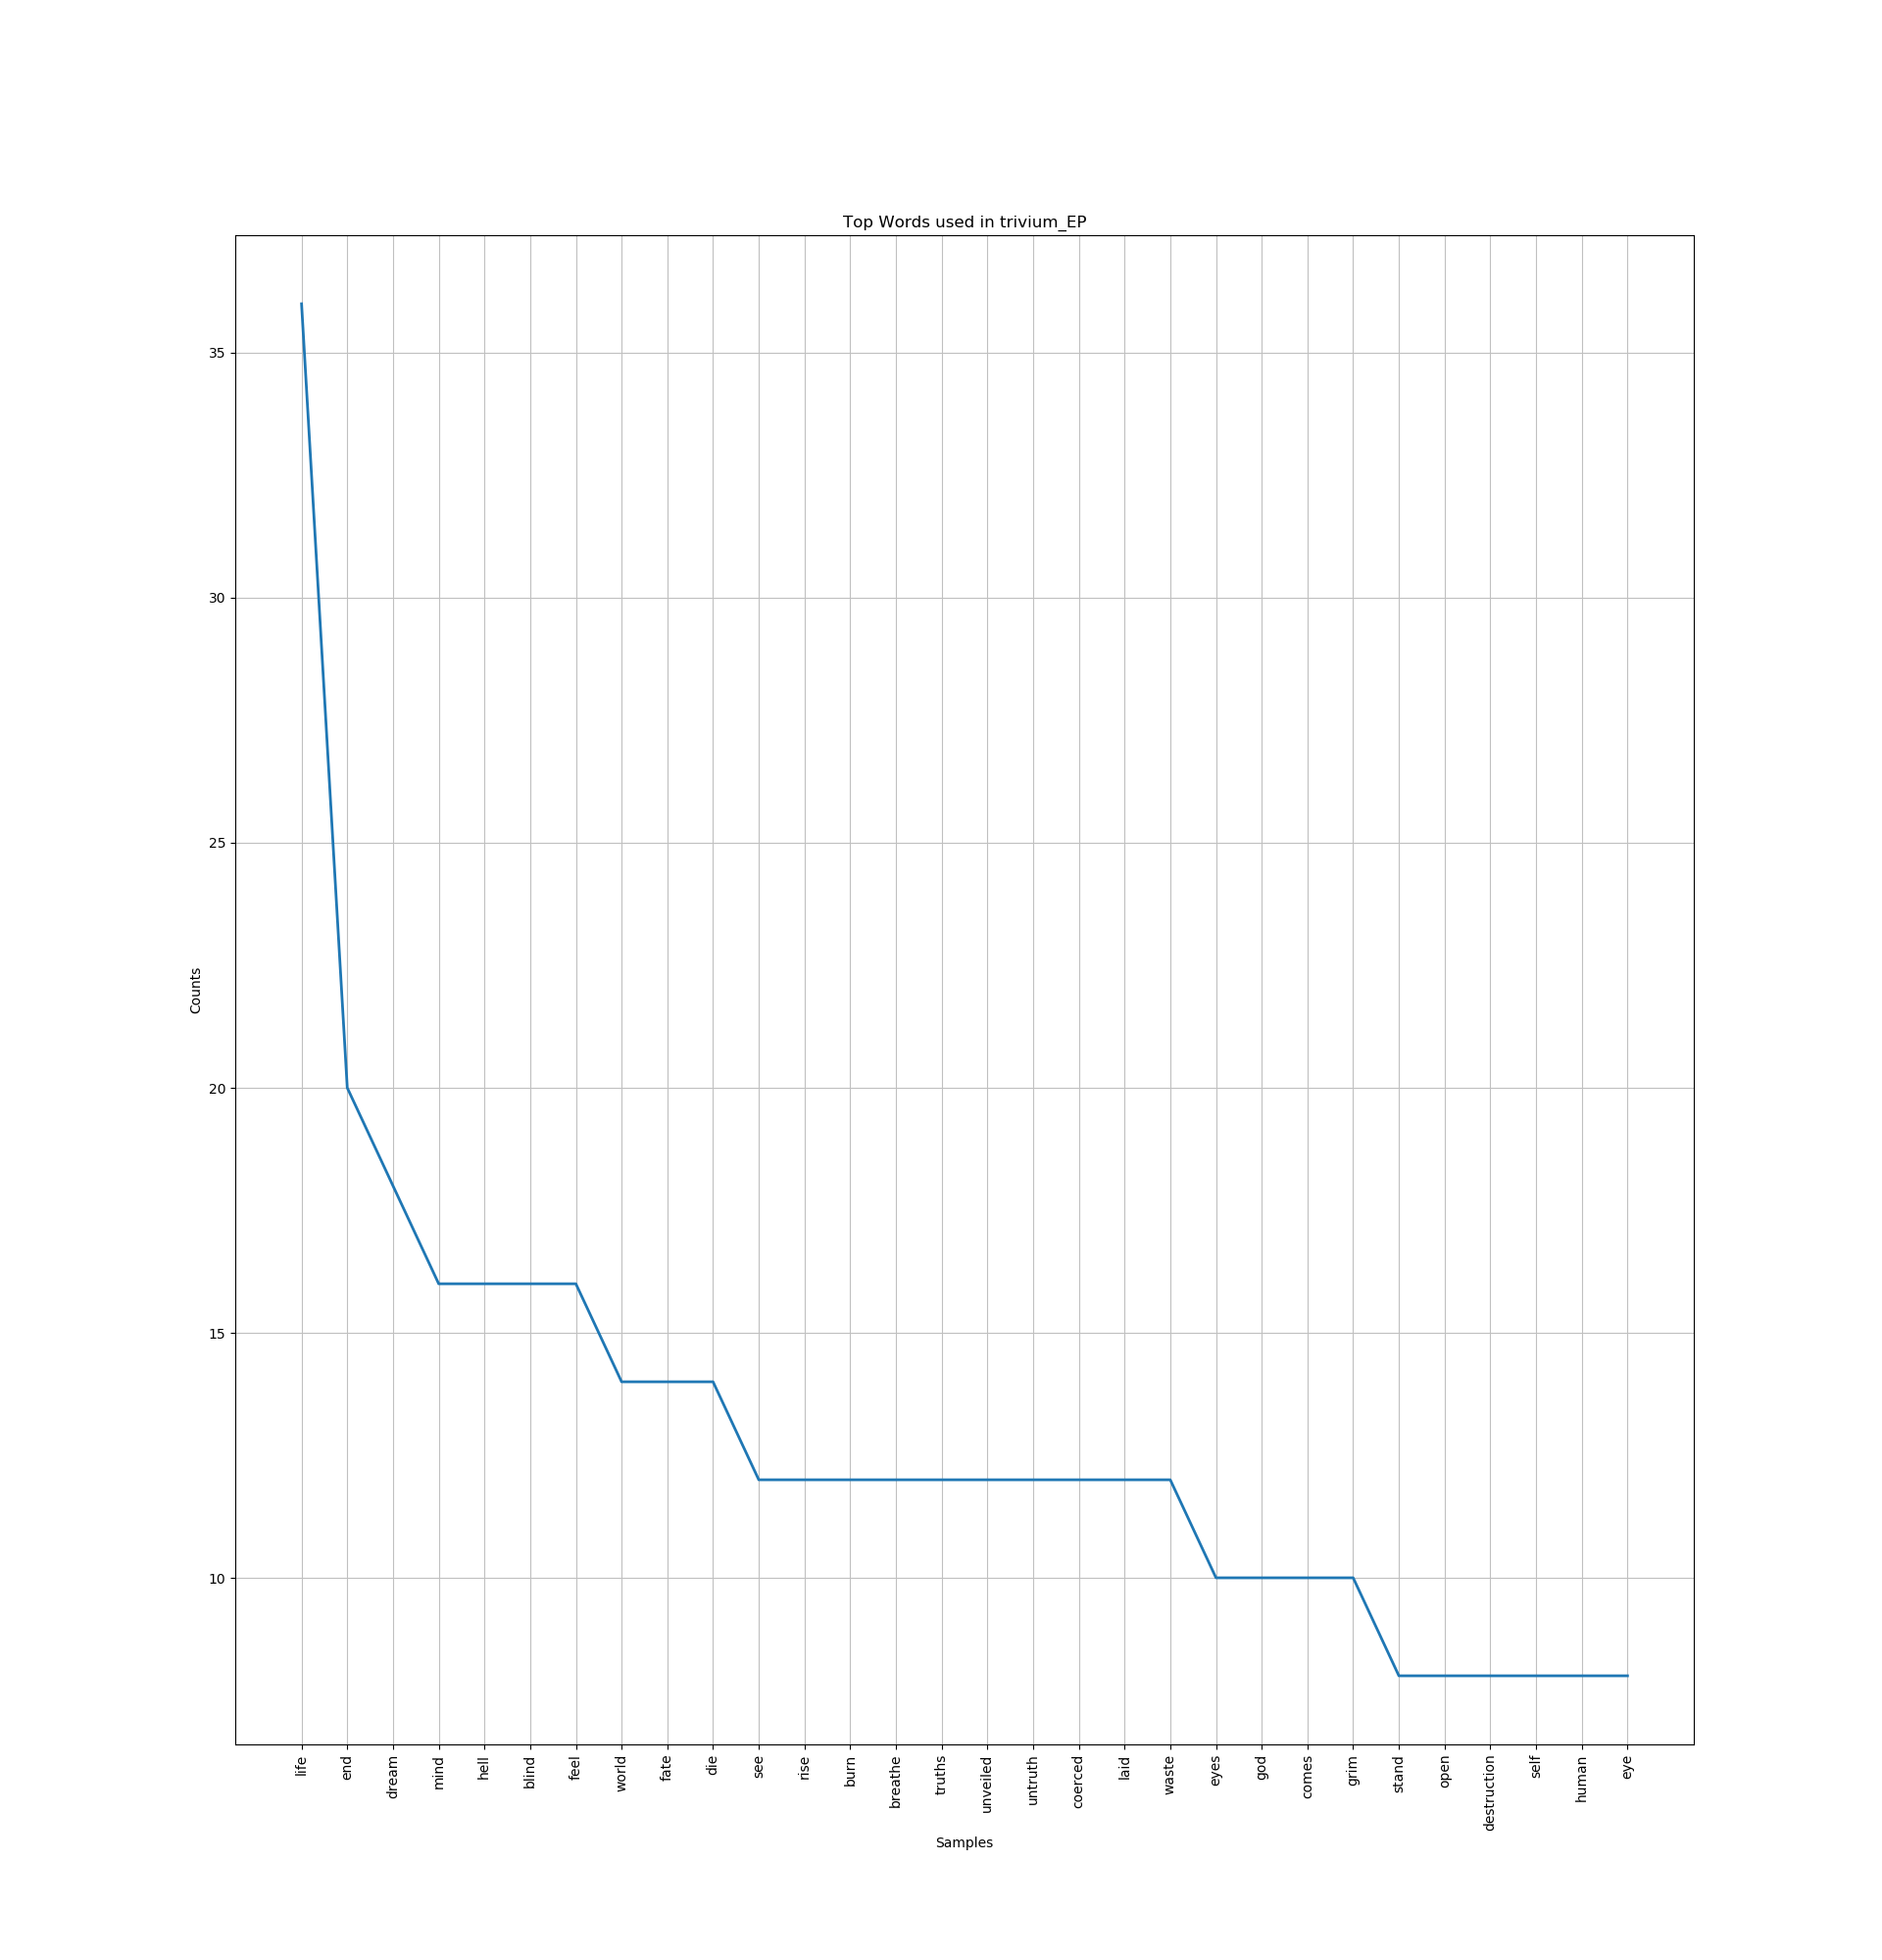 Top Words used in trivium_EP
35
30
25
20
15
10
Counts
life
end
dream
mind
hell
blind
feel
world
fate
die
see
rise
burn
breathe
truths
unveiled
untruth
coerced
laid
waste
eyes
god
comes
grim
stand
open
destruction
self
human
eye
Samples